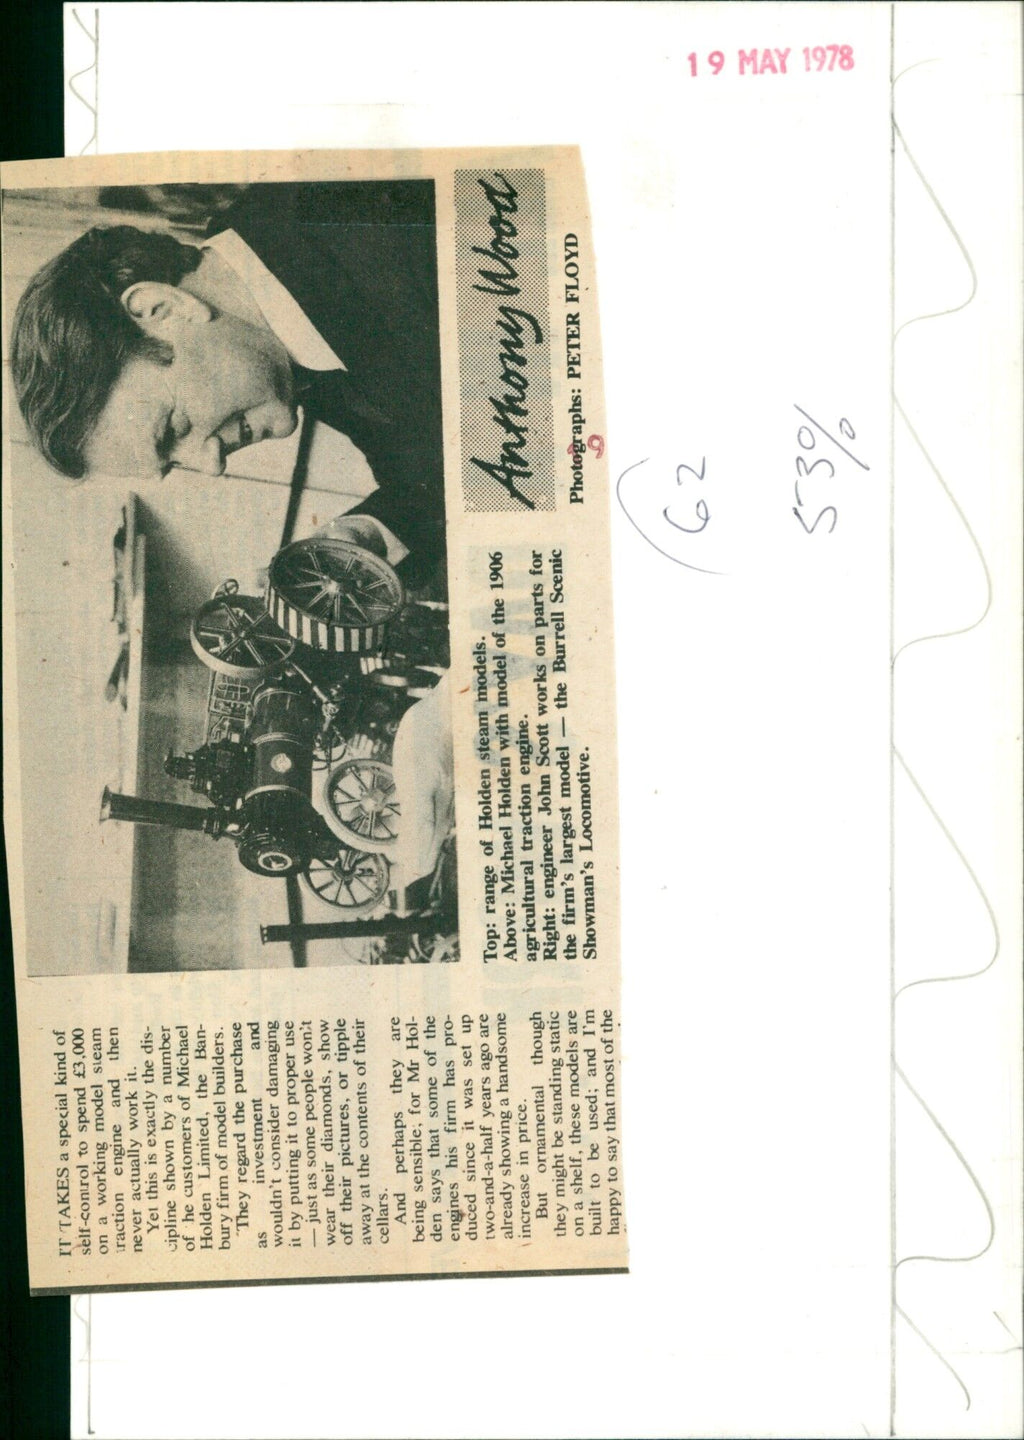 19 MAY 1978
Anthony Wood
Photographs: PETER FLOYD
9
62
53%
Top: range of Holden steam models.
Above: Michael Holden with model of the 1906
agricultural traction engine.
Right: engineer John Scott works on parts for
the firm's largest model — the Burrell Scenic
Showman's Locomotive.
IT TAKES a special kind of
self-control to spend £3,000
on a working model steam
traction engine and then
never actually work it.
Yet this is exactly the dis-
cipline shown by a number
of he customers of Michael
Holden Limited, the Ban-
bury firm of model builders.
They regard the purchase
as investment and
wouldn't consider damaging
it by putting it to proper use
— just as some people won't
wear their diamonds, show
off their pictures, or tipple
away at the contents of their
cellars.
And perhaps they are
being sensible; for Mr Hol-
den says that some of the
engines his firm has pro-
duced since it was set up
two-and-a-half years ago are
already showing a handsome
increase in price.
But ornamental though
they might be standing static
on a shelf, these models are
built to be used; and I'm
happy to say that most of the